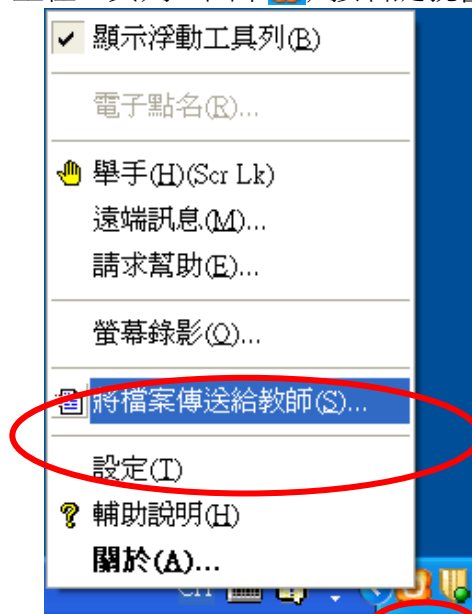 顯示浮動工具列(B)
電子點名(R)...
舉手(H)(Scr Lk)
遠端訊息(M)...
請求幫助(E)...
螢幕錄影(O)...
將檔案傳送給教師(S)...
設定(T)
輔助說明(H)
關於(A)...